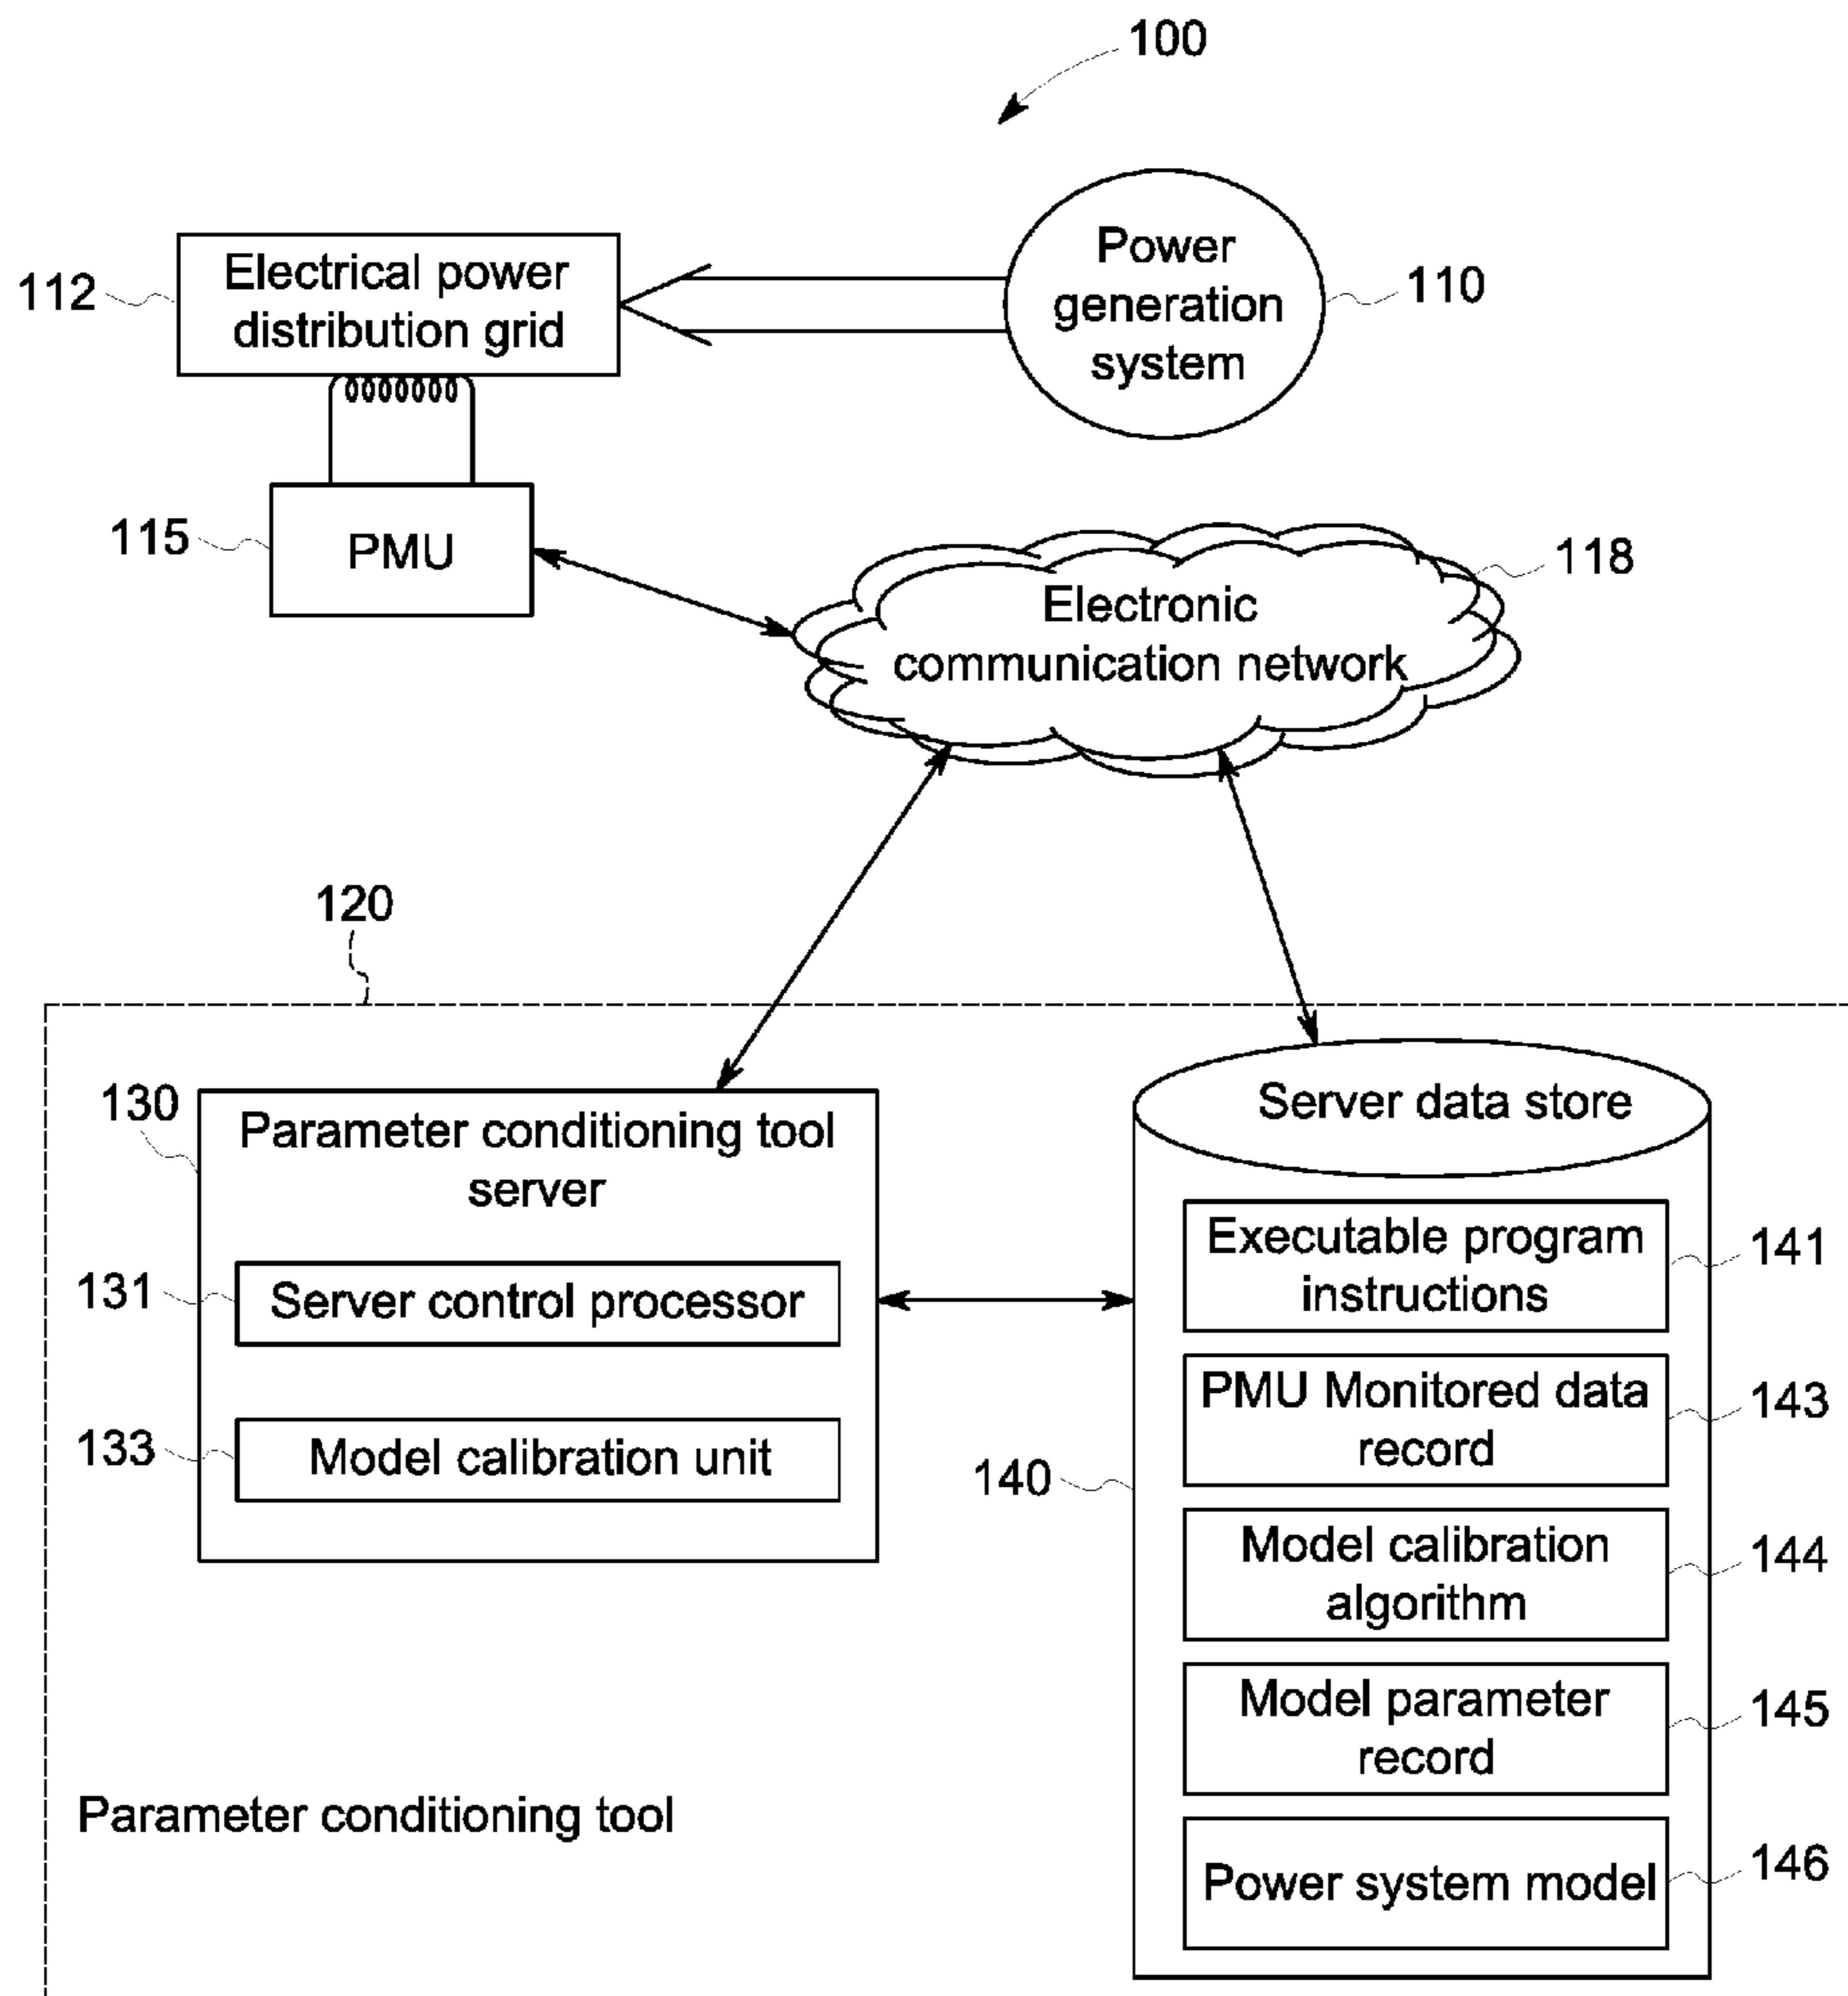 100
Electrical power
distribution grid
112
Power
generation
system
110
115
PMU
118
Electronic
communication network
120
130
Parameter conditioning tool
server
131
Server control processor
133
Model calibration unit
Server data store
Executable program
instructions
141
PMU Monitored data
record
143
140
Model calibration
algorithm
144
Model parameter
record
145
Power system model
146
Parameter conditioning tool